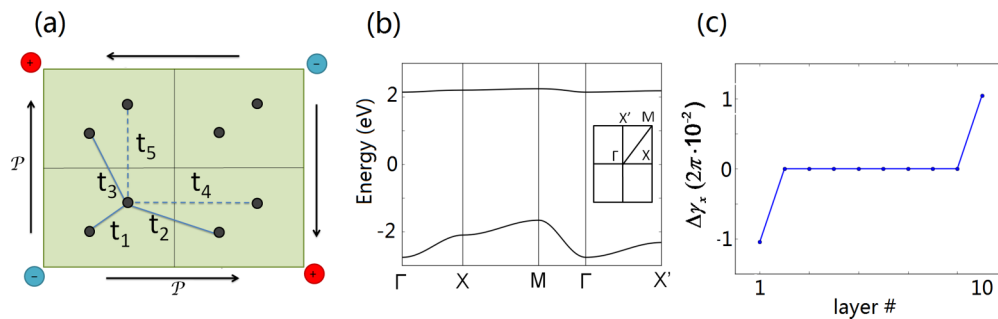 (a)
+
−
𝒫
t₅
t₃
t₄
t₁
t₂
−
𝒫
+
(b)
Energy (eV)
2
0
-2
Γ
X
M
Γ
X'
X'
M
Γ
X
(c)
Δγₓ (2π·10⁻²)
1
0
-1
1
10
layer #